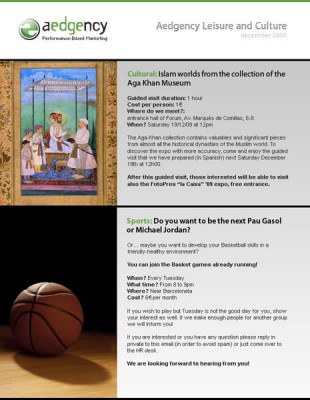 aedgency
Performance-Based Marketing
Aedgency Leisure and Culture
december 2009
Cultural: Islam worlds from the collection of the
Aga Khan Museum
Guided visit duration: 1 hour
Cost per person: 1€
Where do we meet?:
entrance hall of Forum, Av. Marquès de Comillas, 6-8.
When? Saturday 19/12/09 at 12pm
The Aga Khan collection contains valuables and significant pieces
from almost all the historical dynasties of the Muslim world. To
discover the expo with more accuracy, come and enjoy the guided
visit that we have prepared (in Spanish) next Saturday December
19th at 12h30.
After this guided visit, those interested will be able to visit
also the FotoPres "la Caixa" '09 expo, free entrance.
Sports: Do you want to be the next Pau Gasol
or Michael Jordan?
Or… maybe you want to develop your Basketball skills in a
friendly-healthy environment?
You can join the Basket games already running!
When? Every Tuesday
What time? From 8 to 9pm
Where? Near Barceloneta
Cost? 6€ per month
If you wish to play but Tuesday is not the good day for you, show
your interest as well. If we make enough people for another group
we will inform you!
If you are interested or you have any question please reply in
private to this email (in order to avoid spam) or just come over to
the HR desk.
We are looking forward to hearing from you!